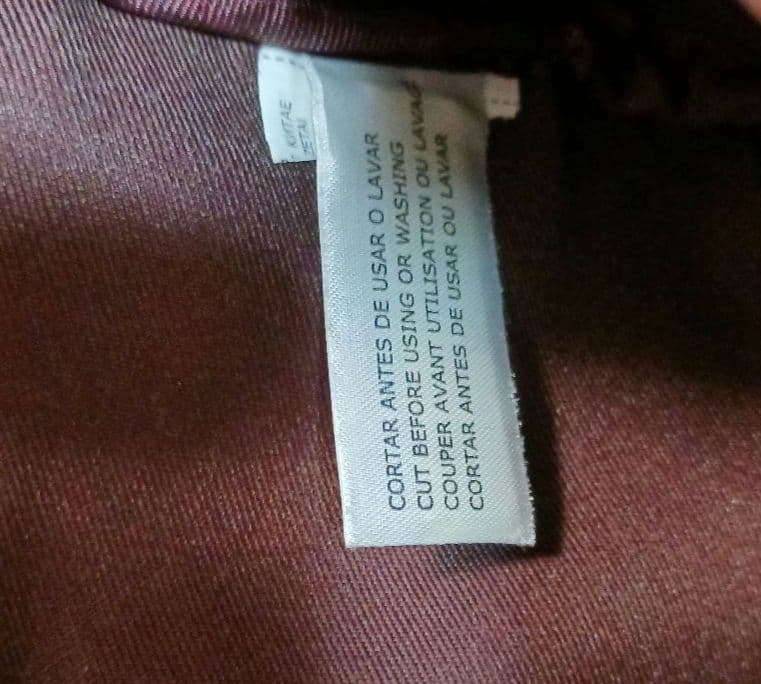 КИТАЕ
CORTAR ANTES DE USAR O LAVAR
CUT BEFORE USING OR WASHING
COUPER AVANT UTILISATION OU LAVAGE
CORTAR ANTES DE USAR OU LAVAR